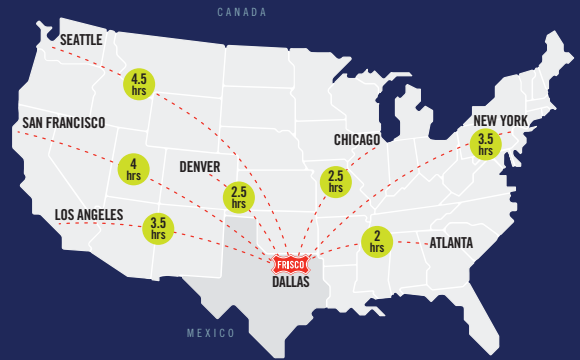 CANADA
SEATTLE
4.5
hrs
SAN FRANCISCO
NEW YORK
CHICAGO
3.5
hrs
4
hrs
DENVER
2.5
hrs
2.5
hrs
LOS ANGELES
3.5
hrs
2
hrs
ATLANTA
FRISCO
DALLAS
MEXICO